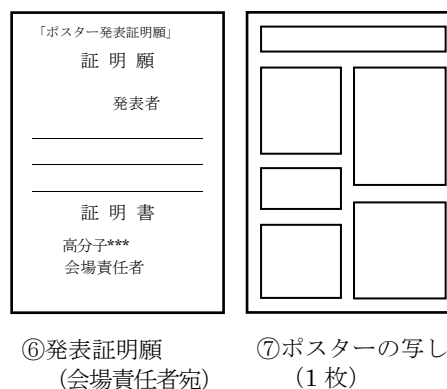 「ポスター発表証明願」
証 明 願
発表者
証 明 書
高分子***
会場責任者
⑥発表証明願
(会場責任者宛)
⑦ポスターの写し
(1 枚)